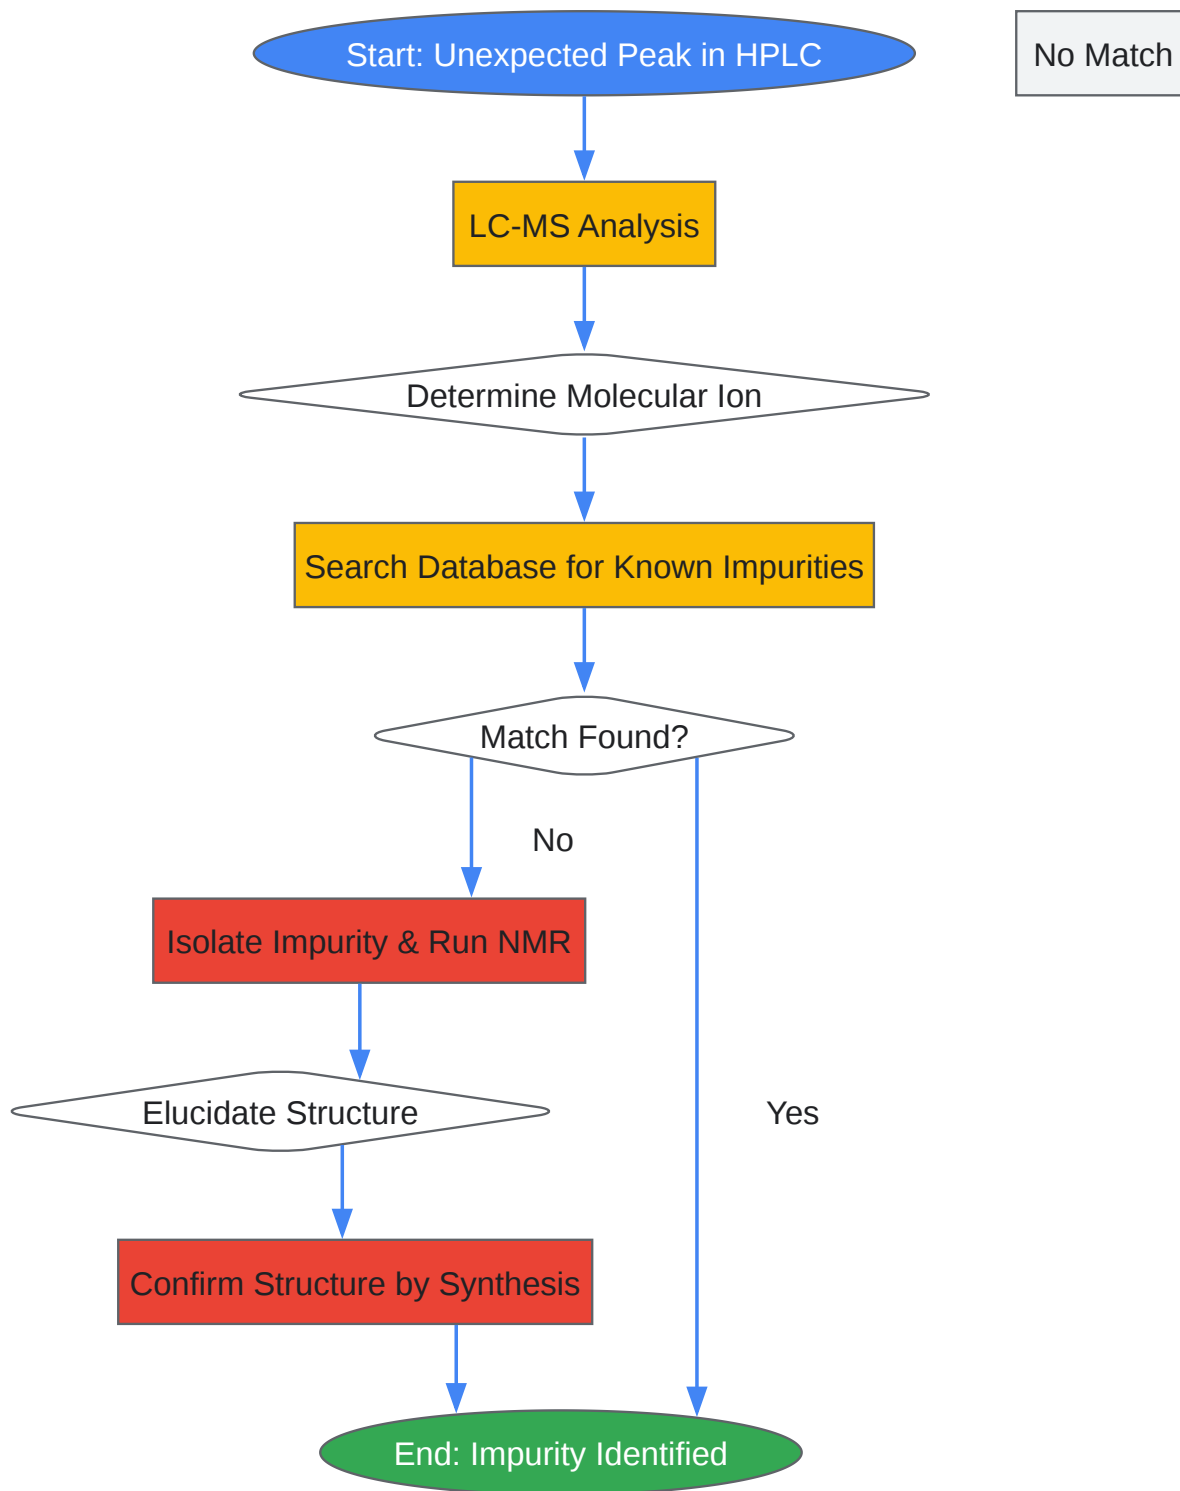 Start: Unexpected Peak in HPLC
No Match
LC-MS Analysis
Determine Molecular Ion
Search Database for Known Impurities
Match Found?
No
Isolate Impurity & Run NMR
Elucidate Structure
Yes
Confirm Structure by Synthesis
End: Impurity Identified